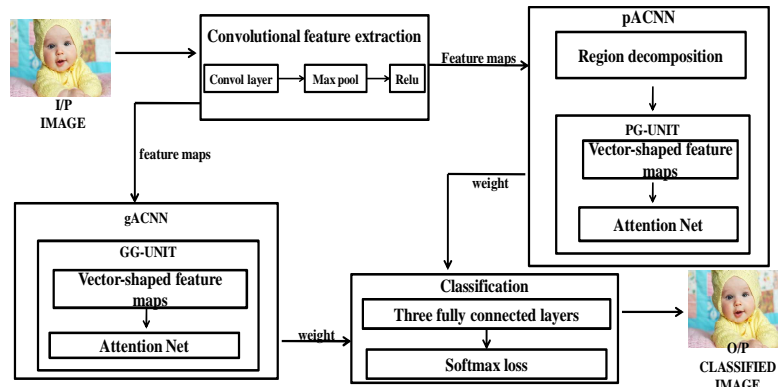 Convolutional feature extraction
Convol layer
Max pool
Relu
I/P
IMAGE
Feature maps
pACNN
Region decomposition
PG-UNIT
Vector-shaped feature
maps
Attention Net
feature maps
weight
gACNN
GG-UNIT
Vector-shaped feature
maps
Attention Net
weight
Classification
Three fully connected layers
Softmax loss
O/P
CLASSIFIED
IMAGE